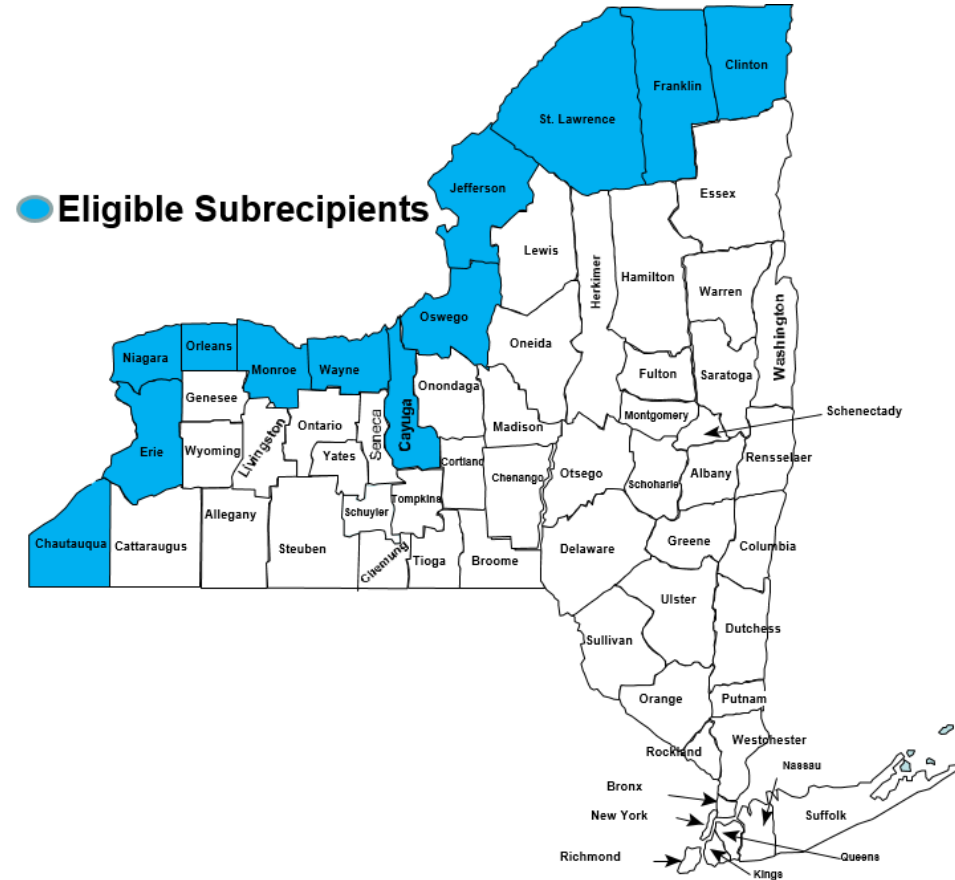 Clinton
Franklin
St. Lawrence
Jefferson
Essex
Eligible Subrecipients
Lewis
Herkimer
Hamilton
Warren
Washington
Oswego
Oneida
Niagara
Orleans
Monroe
Wayne
Cayuga
Onondaga
Fulton
Saratoga
Genesee
Livingston
Ontario
Seneca
Madison
Montgomery
Schenectady
Erie
Wyoming
Yates
Cortland
Chenango
Otsego
Schoharie
Albany
Rensselaer
Tompkins
Schuyler
Allegany
Chautauqua
Cattaraugus
Steuben
Chemung
Tioga
Broome
Delaware
Greene
Columbia
Ulster
Dutchess
Sullivan
Orange
Putnam
Rockland
Westchester
Nassau
Bronx
New York
Suffolk
Richmond
Queens
Kings